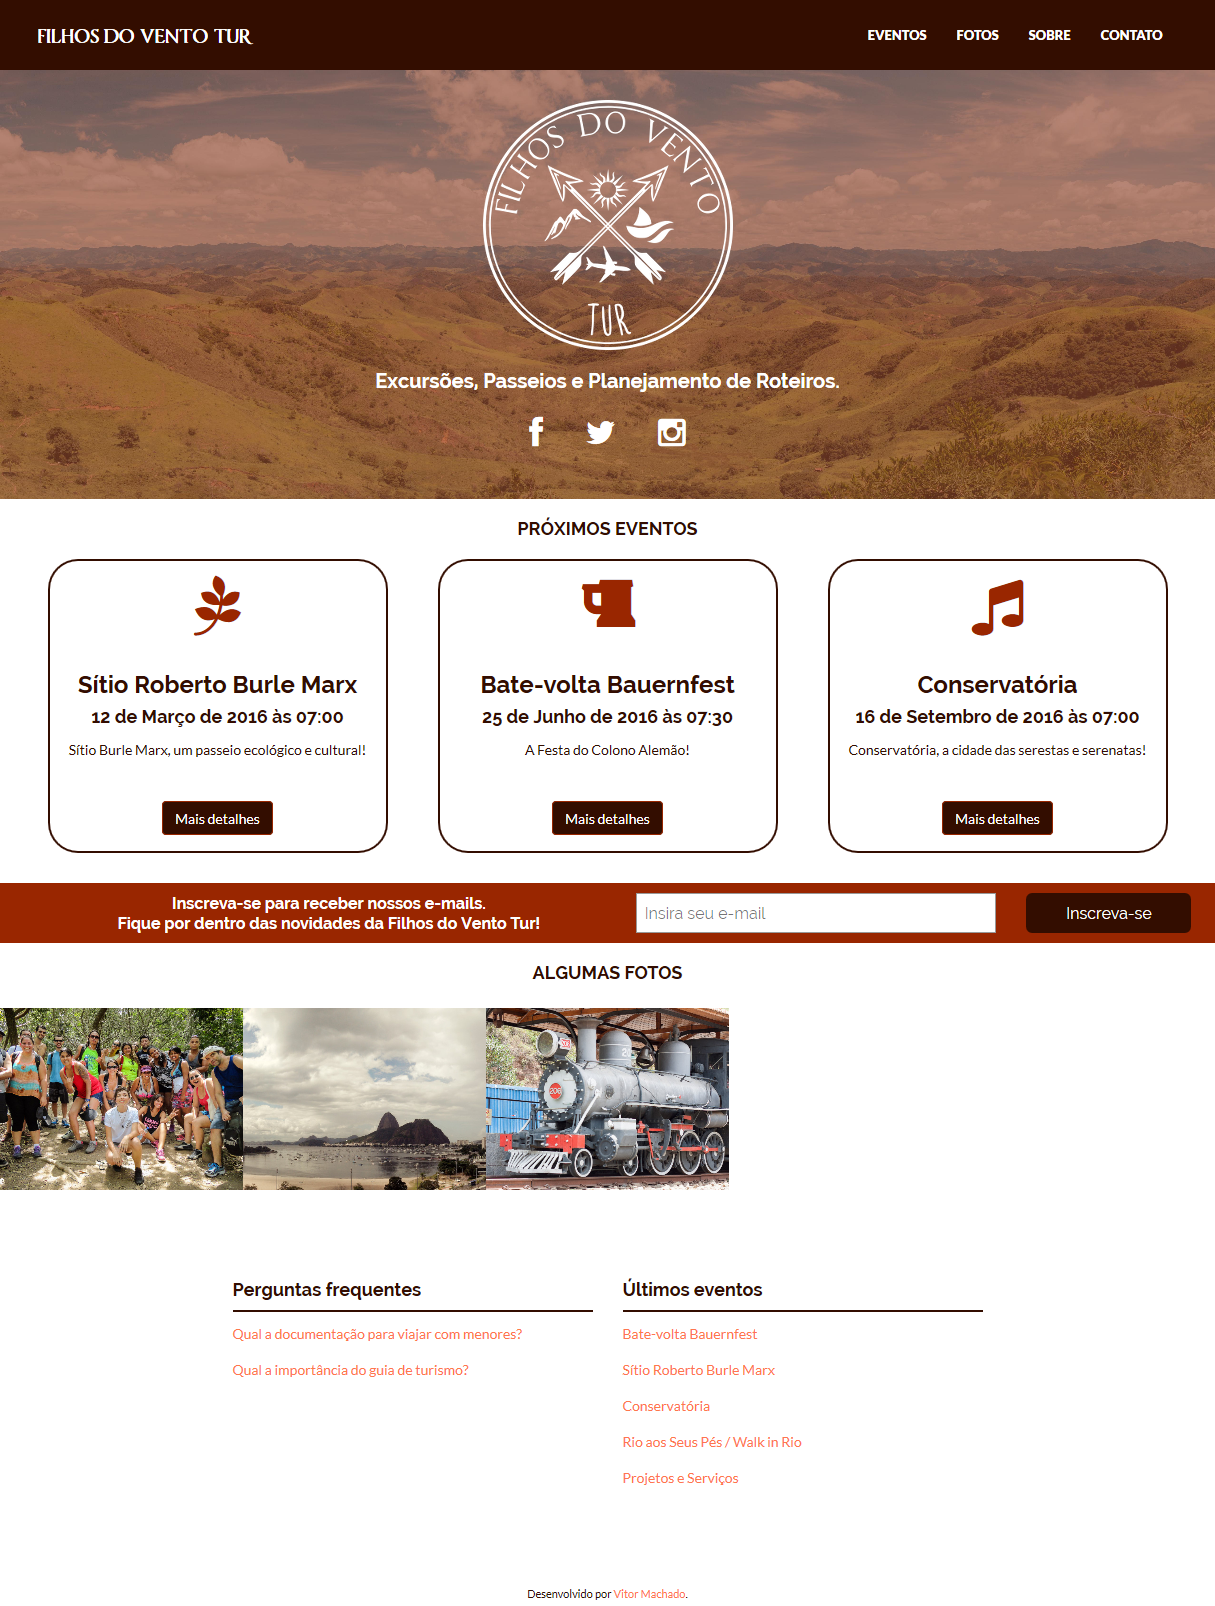 FILHOS DO VENTO TUR
EVENTOS
FOTOS
SOBRE
CONTATO
FILHOS DO VENTO
TUR
Excursões, Passeios e Planejamento de Roteiros.
PRÓXIMOS EVENTOS
Sítio Roberto Burle Marx
12 de Março de 2016 às 07:00
Sítio Burle Marx, um passeio ecológico e cultural!
Mais detalhes
Bate-volta Bauernfest
25 de Junho de 2016 às 07:30
A Festa do Colono Alemão!
Mais detalhes
Conservatória
16 de Setembro de 2016 às 07:00
Conservatória, a cidade das serestas e serenatas!
Mais detalhes
Inscreva-se para receber nossos e-mails.
Fique por dentro das novidades da Filhos do Vento Tur!
Insira seu e-mail
Inscreva-se
ALGUMAS FOTOS
206
Perguntas frequentes
Qual a documentação para viajar com menores?
Qual a importância do guia de turismo?
Últimos eventos
Bate-volta Bauernfest
Sítio Roberto Burle Marx
Conservatória
Rio aos Seus Pés / Walk in Rio
Projetos e Serviços
Desenvolvido por Vitor Machado.